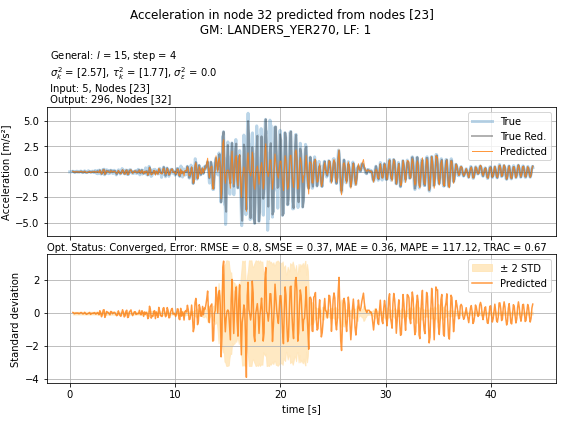 Acceleration in node 32 predicted from nodes [23]
GM: LANDERS_YER270, LF: 1
General: l = 15, step = 4
σ²ₖ = [2.57], τ²ₖ = [1.77], σ²_ε = 0.0
Input: 5, Nodes [23]
Output: 296, Nodes [32]
Acceleration [m/s²]
5.0
2.5
0.0
−2.5
−5.0
True
True Red.
Predicted
Opt. Status: Converged, Error: RMSE = 0.8, SMSE = 0.37, MAE = 0.36, MAPE = 117.12, TRAC = 0.67
Standard deviation
2
0
−2
−4
± 2 STD
Predicted
0
10
20
30
40
time [s]